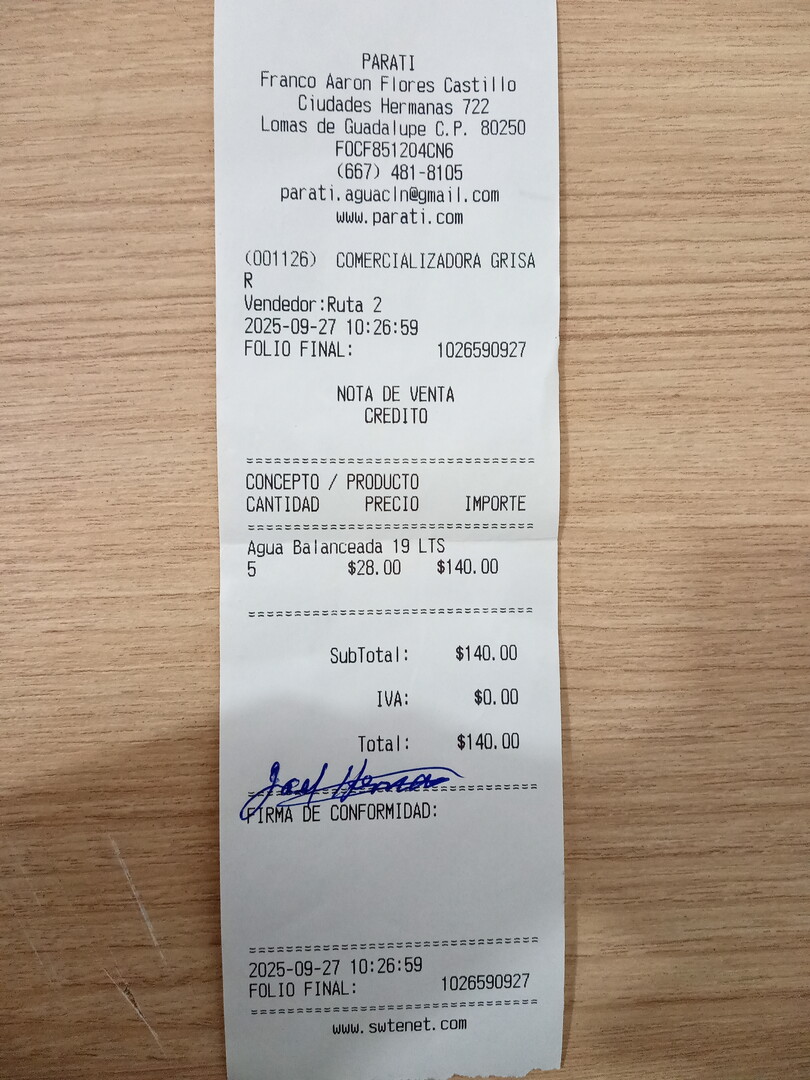 PARATI
Franco Aaron Flores Castillo
Ciudades Hermanas 722
Lomas de Guadalupe C.P. 80250
FOCF851204CN6
(667) 481-8105
parati.aguacln@gmail.com
www.parati.com
(001126) COMERCIALIZADORA GRISA
R
Vendedor:Ruta 2
2025-09-27 10:26:59
FOLIO FINAL: 1026590927
NOTA DE VENTA
CREDITO
===============================
CONCEPTO / PRODUCTO
CANTIDAD PRECIO IMPORTE
===============================
Agua Balanceada 19 LTS
5 $28.00 $140.00
===============================
SubTotal: $140.00
IVA: $0.00
Total: $140.00
===============================
FIRMA DE CONFORMIDAD:
===============================
2025-09-27 10:26:59
FOLIO FINAL: 1026590927
===============================
www.swtenet.com